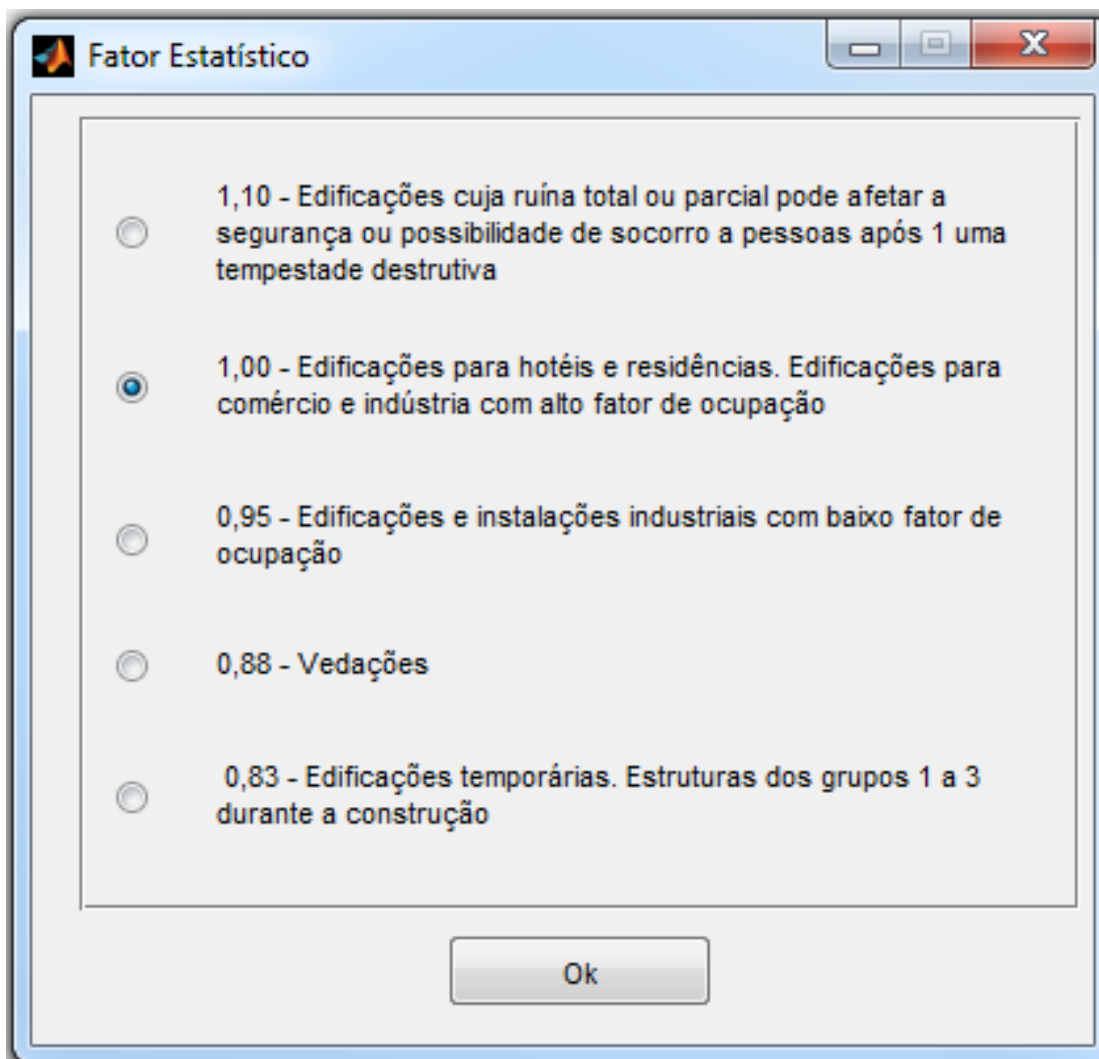 Fator Estatístico
1,10 - Edificações cuja ruína total ou parcial pode afetar a
segurança ou possibilidade de socorro a pessoas após 1 uma
tempestade destrutiva
1,00 - Edificações para hotéis e residências. Edificações para
comércio e indústria com alto fator de ocupação
0,95 - Edificações e instalações industriais com baixo fator de
ocupação
0,88 - Vedações
0,83 - Edificações temporárias. Estruturas dos grupos 1 a 3
durante a construção
Ok